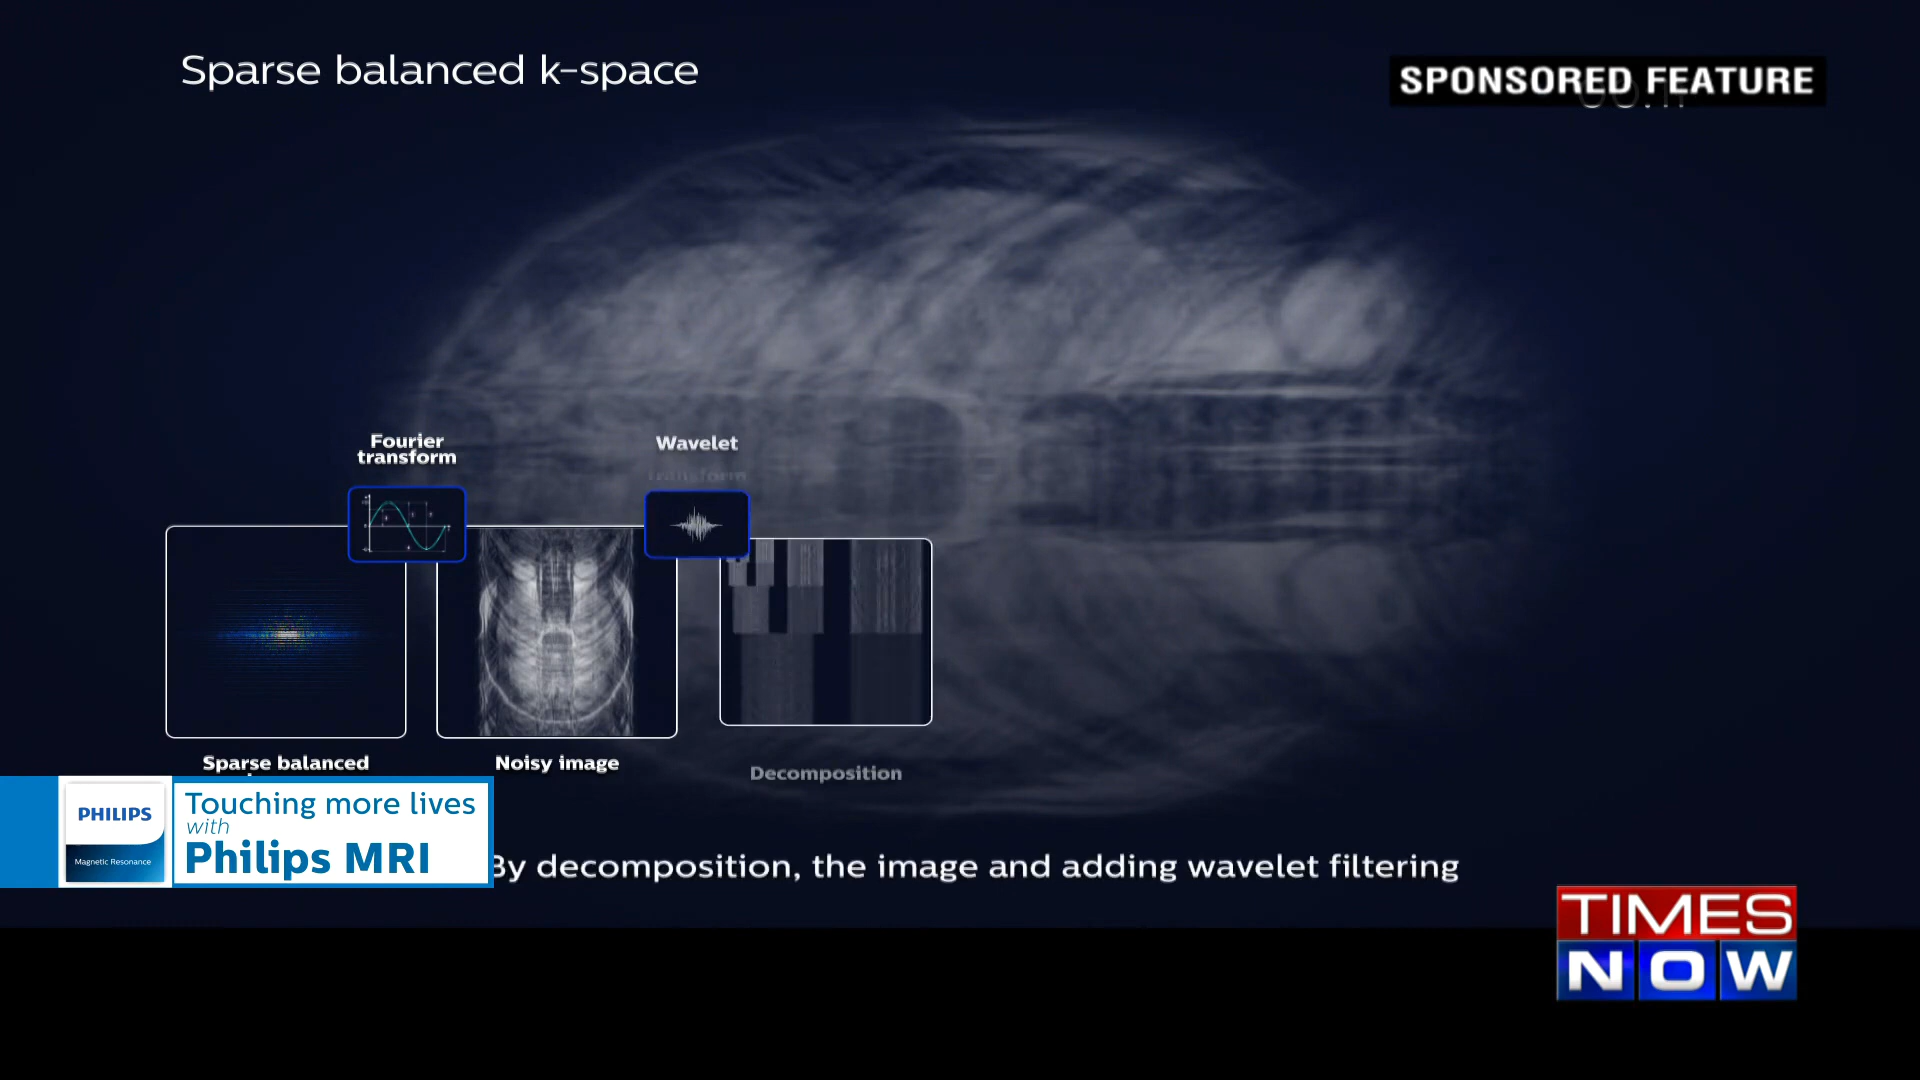 Sparse balanced k-space
SPONSORED FEATURE
Fourier
transform
Wavelet
transform
Sparse balanced
Noisy image
Decomposition
PHILIPS
Magnetic Resonance
Touching more lives
with
Philips MRI
By decomposition, the image and adding wavelet filtering
TIMES
NOW